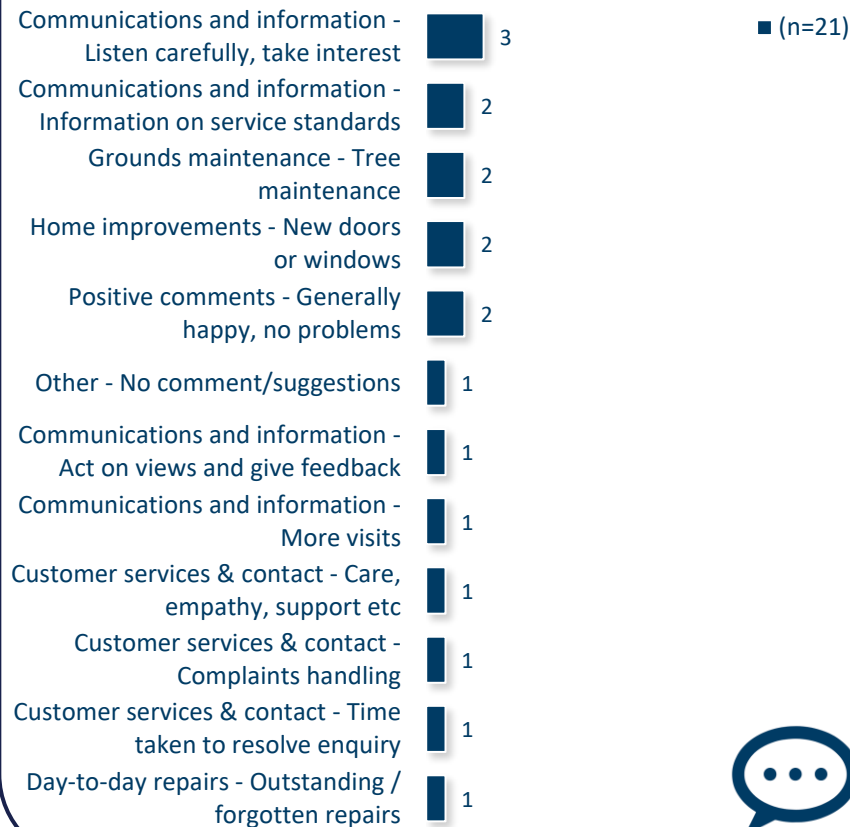 Communications and information -
Listen carefully, take interest
3
(n=21)
Communications and information -
Information on service standards
2
Grounds maintenance - Tree
maintenance
2
Home improvements - New doors
or windows
2
Positive comments - Generally
happy, no problems
2
Other - No comment/suggestions
1
Communications and information -
Act on views and give feedback
1
Communications and information -
More visits
1
Customer services & contact - Care,
empathy, support etc
1
Customer services & contact -
Complaints handling
1
Customer services & contact - Time
taken to resolve enquiry
1
Day-to-day repairs - Outstanding /
forgotten repairs
1